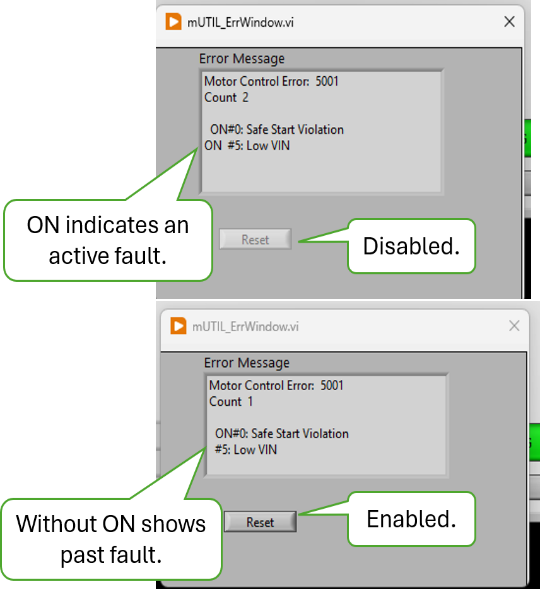 mUTIL_ErrWindow.vi
Error Message
Motor Control Error: 5001
Count 2
ON#0: Safe Start Violation
ON #5: Low VIN
ON indicates an
active fault.
Reset
Disabled.
mUTIL_ErrWindow.vi
Error Message
Motor Control Error: 5001
Count 1
ON#0: Safe Start Violation
#5: Low VIN
Without ON shows
past fault.
Reset
Enabled.